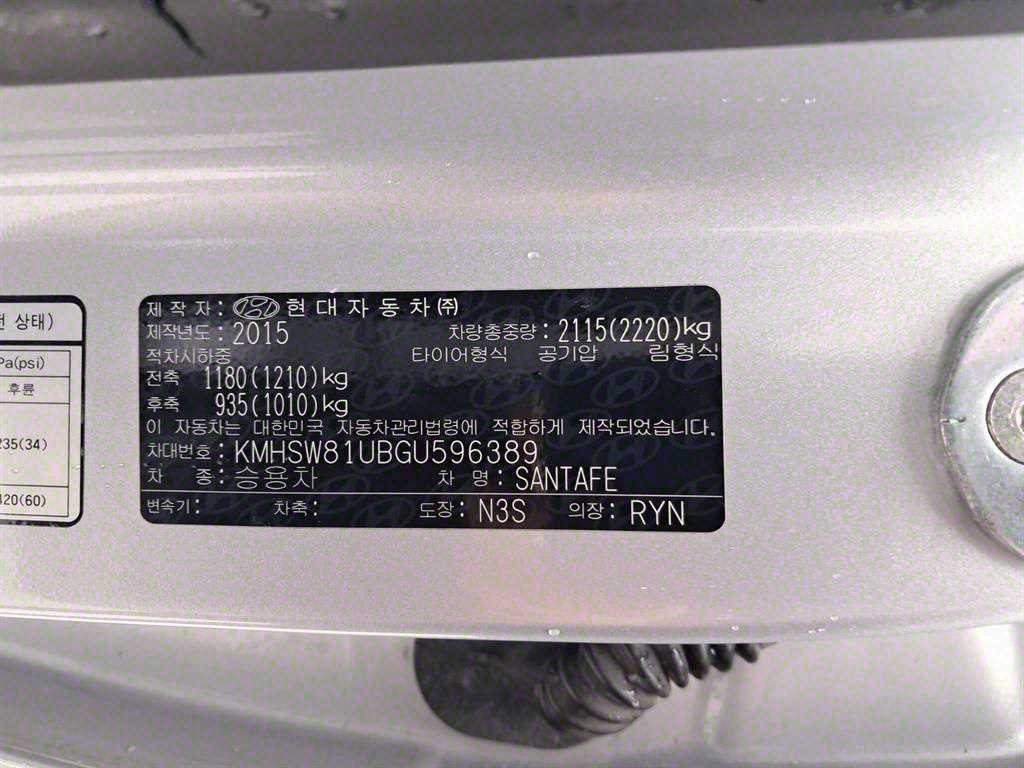 전 상태)
Pa(psi)
후륜
235(34)
420(60)
제 작 자: 현대자동차㈜
제작년도: 2015 차량총중량: 2115(2220)kg
적차시하중 타이어형식 공기압 림형식
전축 1180(1210)kg
후축 935(1010)kg
이 자동차는 대한민국 자동차관리법령에 적합하게 제작되었습니다.
차대번호: KMHSW81UBGU596389
차 종: 승용차 차 명: SANTAFE
변속기: 차축: 도장: N3S 의장: RYN